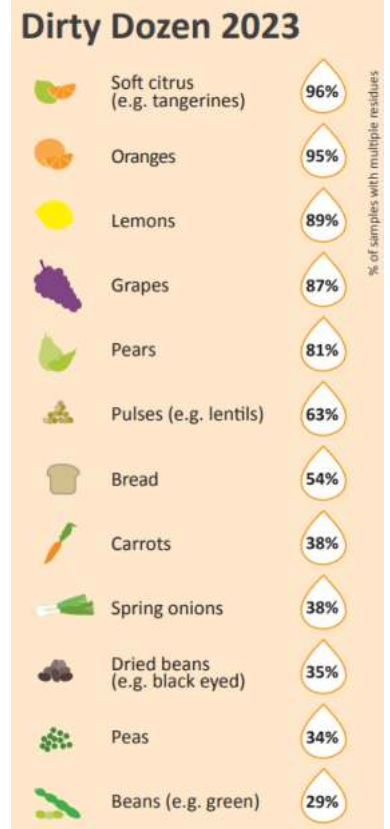 Dirty Dozen 2023
% of samples with multiple residues
Soft citrus
(e.g. tangerines)
96%
Oranges
95%
Lemons
89%
Grapes
87%
Pears
81%
Pulses (e.g. lentils)
63%
Bread
54%
Carrots
38%
Spring onions
38%
Dried beans
(e.g. black eyed)
35%
Peas
34%
Beans (e.g. green)
29%